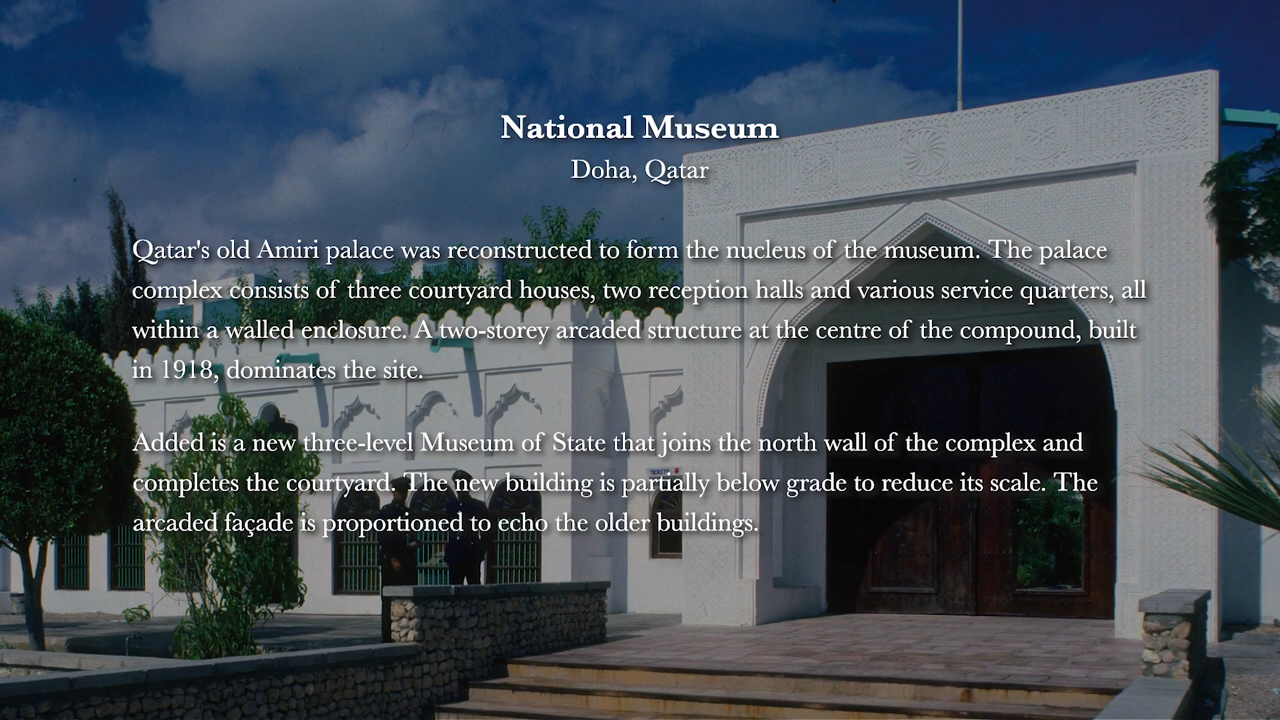 National Museum
Doha, Qatar
Qatar's old Amiri palace was reconstructed to form the nucleus of the museum. The palace
complex consists of three courtyard houses, two reception halls and various service quarters, all
within a walled enclosure. A two-storey arcaded structure at the centre of the compound, built
in 1918, dominates the site.
Added is a new three-level Museum of State that joins the north wall of the complex and
completes the courtyard. The new building is partially below grade to reduce its scale. The
arcaded façade is proportioned to echo the older buildings.